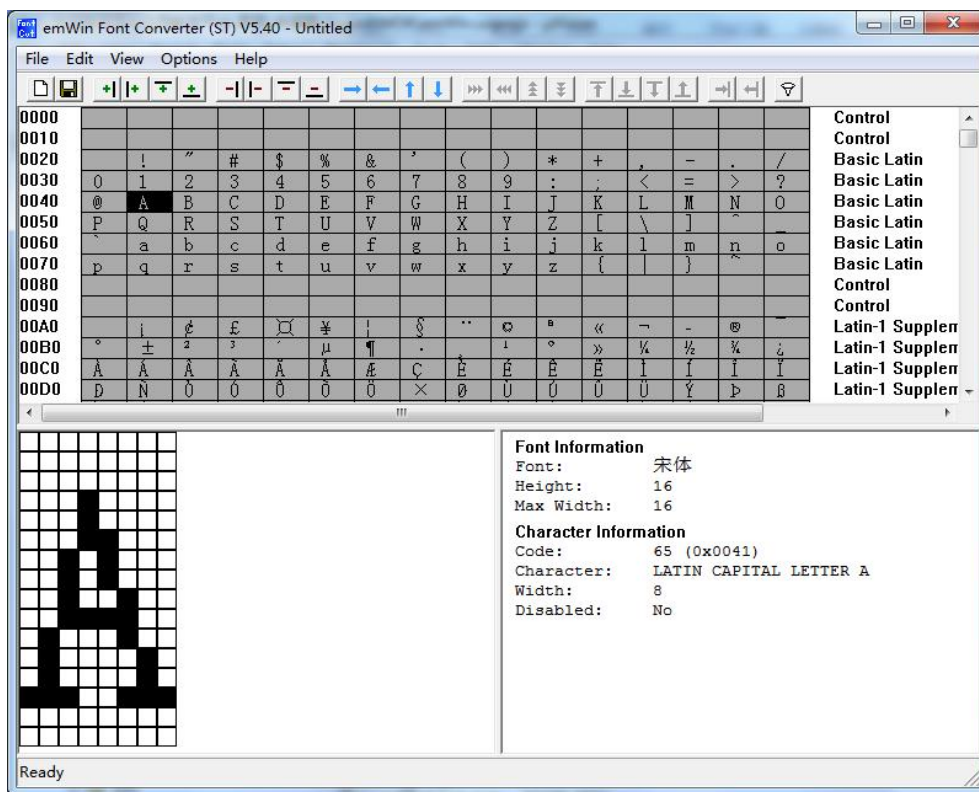 emWin Font Converter (ST) V5.40 - Untitled
File Edit View Options Help
0000 Control
0010 Control
0020 ! " # $ % & ' ( ) * + , - . / Basic Latin
0030 0 1 2 3 4 5 6 7 8 9 : ; < = > ? Basic Latin
0040 @ A B C D E F G H I J K L M N O Basic Latin
0050 P Q R S T U V W X Y Z [ \ ] ^ _ Basic Latin
0060 ` a b c d e f g h i j k l m n o Basic Latin
0070 p q r s t u v w x y z { | } ~ Basic Latin
0080 Control
0090 Control
00A0 ¡ ¢ £ ¤ ¥ ¦ § ¨ © ª « ¬ - ® ¯ Latin-1 Supplem
00B0 ° ± ² ³ ´ µ ¶ · ¸ ¹ º » ¼ ½ ¾ ¿ Latin-1 Supplem
00C0 À Á Â Ã Ä Å Æ Ç È É Ê Ë Ì Í Î Ï Latin-1 Supplem
00D0 Ð Ñ Ò Ó Ô Õ Ö × Ø Ù Ú Û Ü Ý Þ ß Latin-1 Supplem
Font Information
Font: 宋体
Height: 16
Max Width: 16
Character Information
Code: 65 (0x0041)
Character: LATIN CAPITAL LETTER A
Width: 8
Disabled: No
Ready